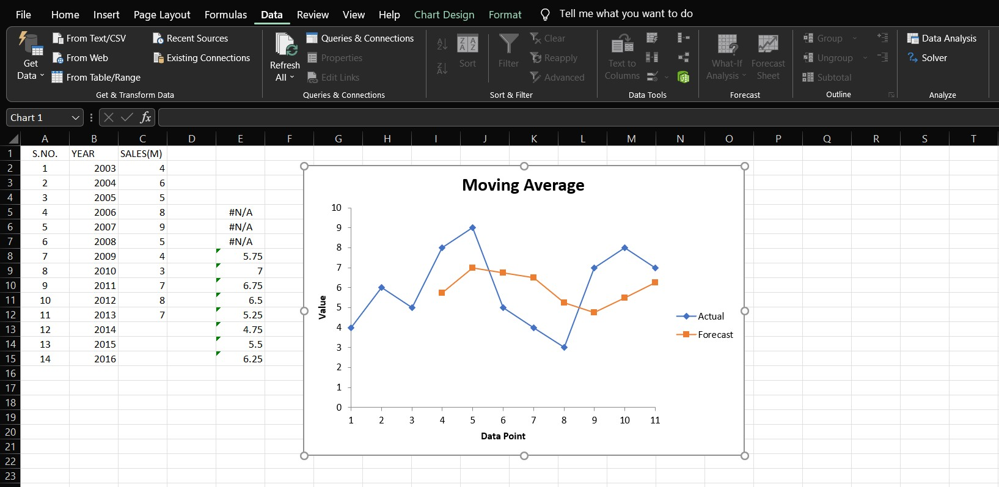 File Home Insert Page Layout Formulas Data Review View Help Chart Design Format Tell me what you want to do
Get Data
From Text/CSV
From Web
From Table/Range
Recent Sources
Existing Connections
Get & Transform Data
Refresh All
Queries & Connections
Properties
Edit Links
Queries & Connections
Sort
Filter
Clear
Reapply
Advanced
Sort & Filter
Text to Columns
Data Tools
What-If Analysis
Forecast Sheet
Forecast
Group
Ungroup
Subtotal
Outline
Data Analysis
Solver
Analyze
Chart 1 fx
A B C D E F G H I J K L M N O P Q R S T
1 S.NO. YEAR SALES(M)
2 1 2003 4
3 2 2004 6
4 3 2005 5
5 4 2006 8 #N/A
6 5 2007 9 #N/A
7 6 2008 5 #N/A
8 7 2009 4 5.75
9 8 2010 3 7
10 9 2011 7 6.75
11 10 2012 8 6.5
12 11 2013 7 5.25
13 12 2014 4.75
14 13 2015 5.5
15 14 2016 6.25
16
17
18
19
20
21
22
23
Moving Average
10
9
8
7
6
5
4
3
2
1
0
Value
1 2 3 4 5 6 7 8 9 10 11
Data Point
Actual
Forecast